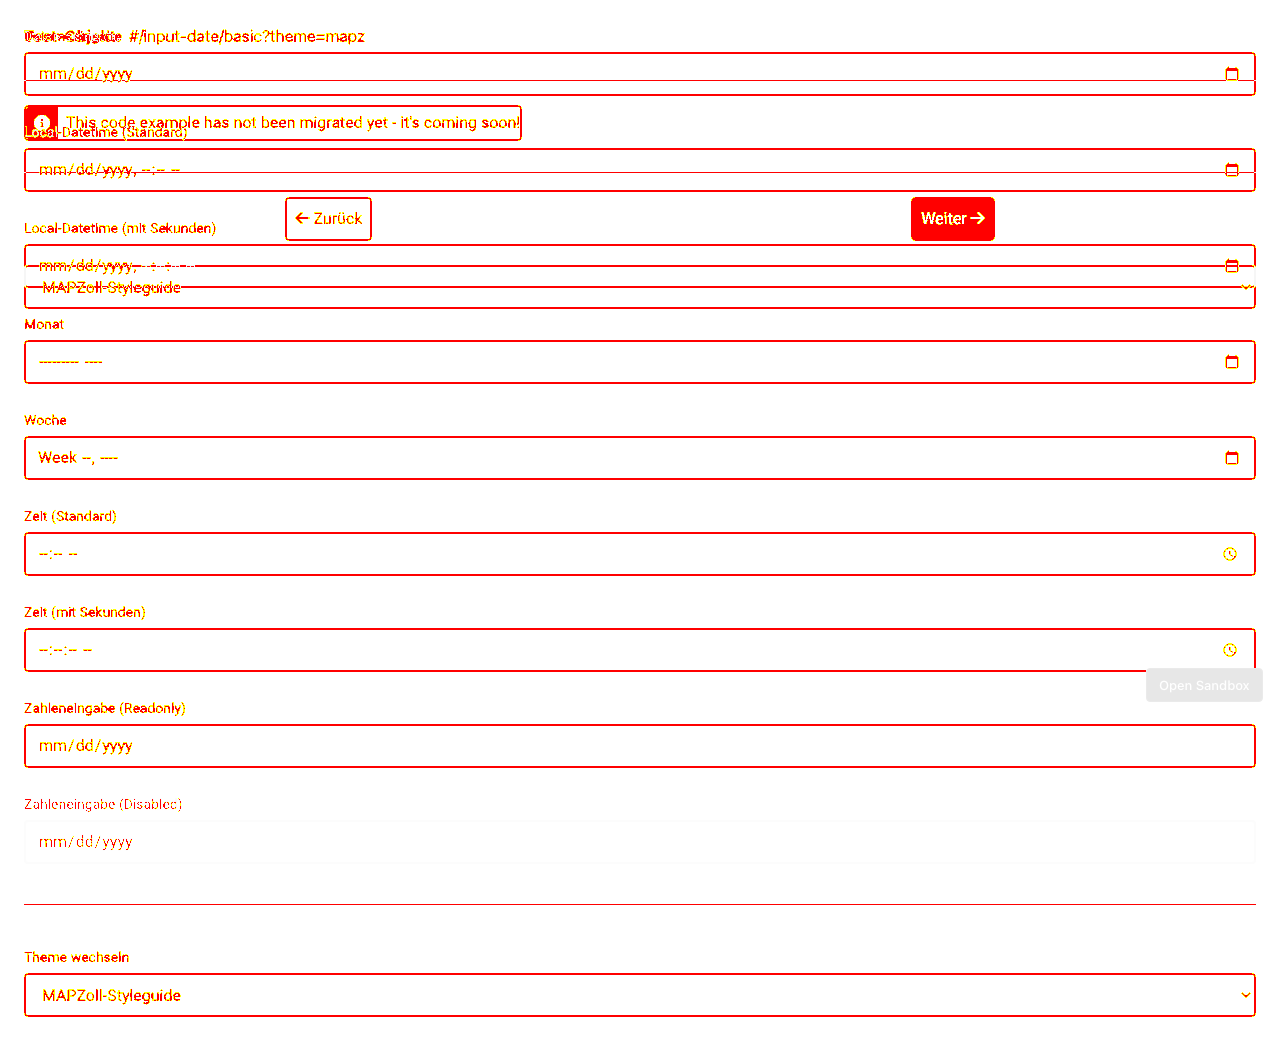 #/input-date/basic?theme=mapz
mm/dd/yyyy
This code example has not been migrated yet - it's coming soon!
Local-Datetime (Standard)
mm/dd/yyyy, --:-- --
← Zurück
Weiter →
Local-Datetime (mit Sekunden)
mm/dd/yyyy, --:--:-- --
MAPZoll-Styleguide
Monat
--------- ----
Woche
Week --, ----
Zeit (Standard)
--:-- --
Zeit (mit Sekunden)
--:--:-- --
Open Sandbox
Zahleneingabe (Readonly)
mm/dd/yyyy
Zahleneingabe (Disabled)
mm/dd/yyyy
Theme wechseln
MAPZoll-Styleguide